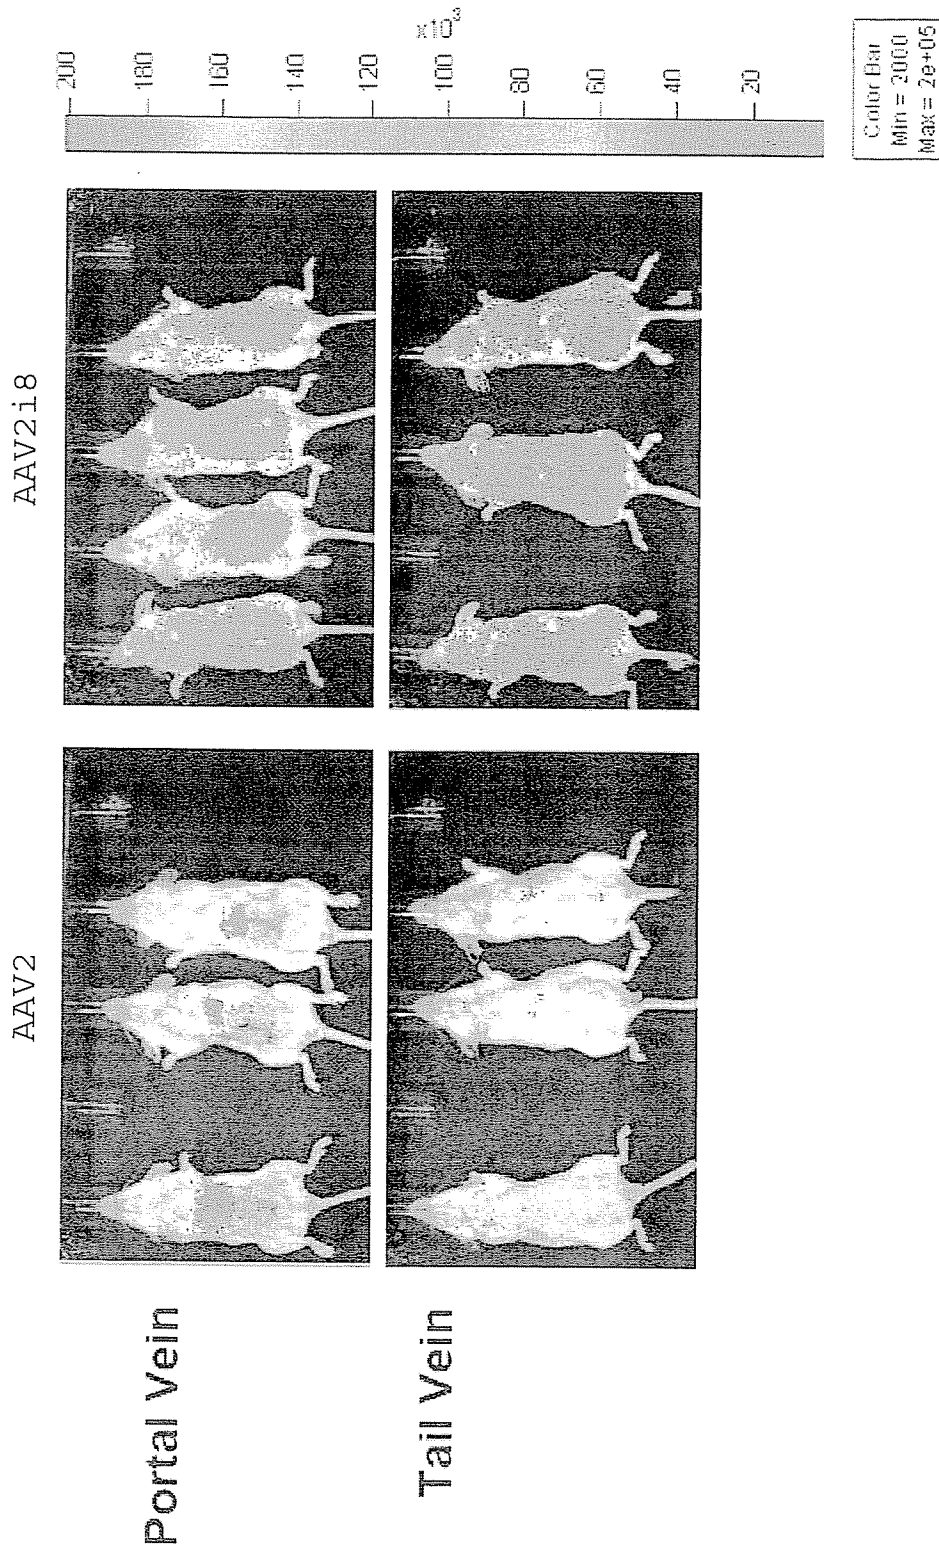 AAV2
AAV2i8
Portal Vein
Tail Vein
200
180
160
140
120
x10³
100
80
60
40
20
Color Bar
Min = 2000
Max = 2e+05